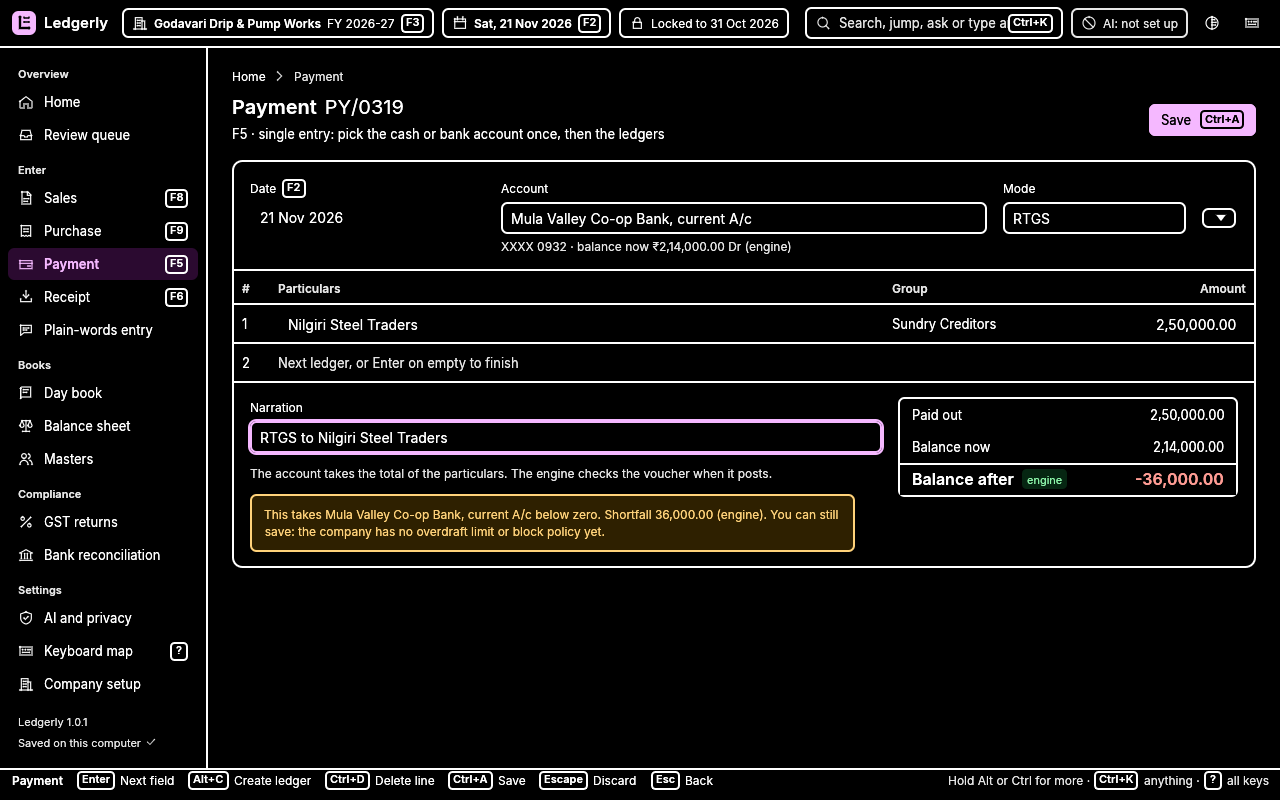 Ledgerly
Godavari Drip & Pump Works FY 2026-27 F3
Sat, 21 Nov 2026 F2
Locked to 31 Oct 2026
Search, jump, ask or type a Ctrl+K
AI: not set up
Overview
Home
Review queue
Enter
Sales F8
Purchase F9
Payment F5
Receipt F6
Plain-words entry
Books
Day book
Balance sheet
Masters
Compliance
GST returns
Bank reconciliation
Settings
AI and privacy
Keyboard map ?
Company setup
Ledgerly 1.0.1
Saved on this computer
Home Payment
Payment PY/0319
F5 · single entry: pick the cash or bank account once, then the ledgers
Save Ctrl+A
Date F2 Account Mode
21 Nov 2026 Mula Valley Co-op Bank, current A/c RTGS
XXXX 0932 · balance now ₹2,14,000.00 Dr (engine)
# Particulars Group Amount
1 Nilgiri Steel Traders Sundry Creditors 2,50,000.00
2 Next ledger, or Enter on empty to finish
Narration
RTGS to Nilgiri Steel Traders
The account takes the total of the particulars. The engine checks the voucher when it posts.
This takes Mula Valley Co-op Bank, current A/c below zero. Shortfall 36,000.00 (engine). You can still
save: the company has no overdraft limit or block policy yet.
Paid out 2,50,000.00
Balance now 2,14,000.00
Balance after engine -36,000.00
Payment Enter Next field Alt+C Create ledger Ctrl+D Delete line Ctrl+A Save Escape Discard Esc Back
Hold Alt or Ctrl for more · Ctrl+K anything · ? all keys